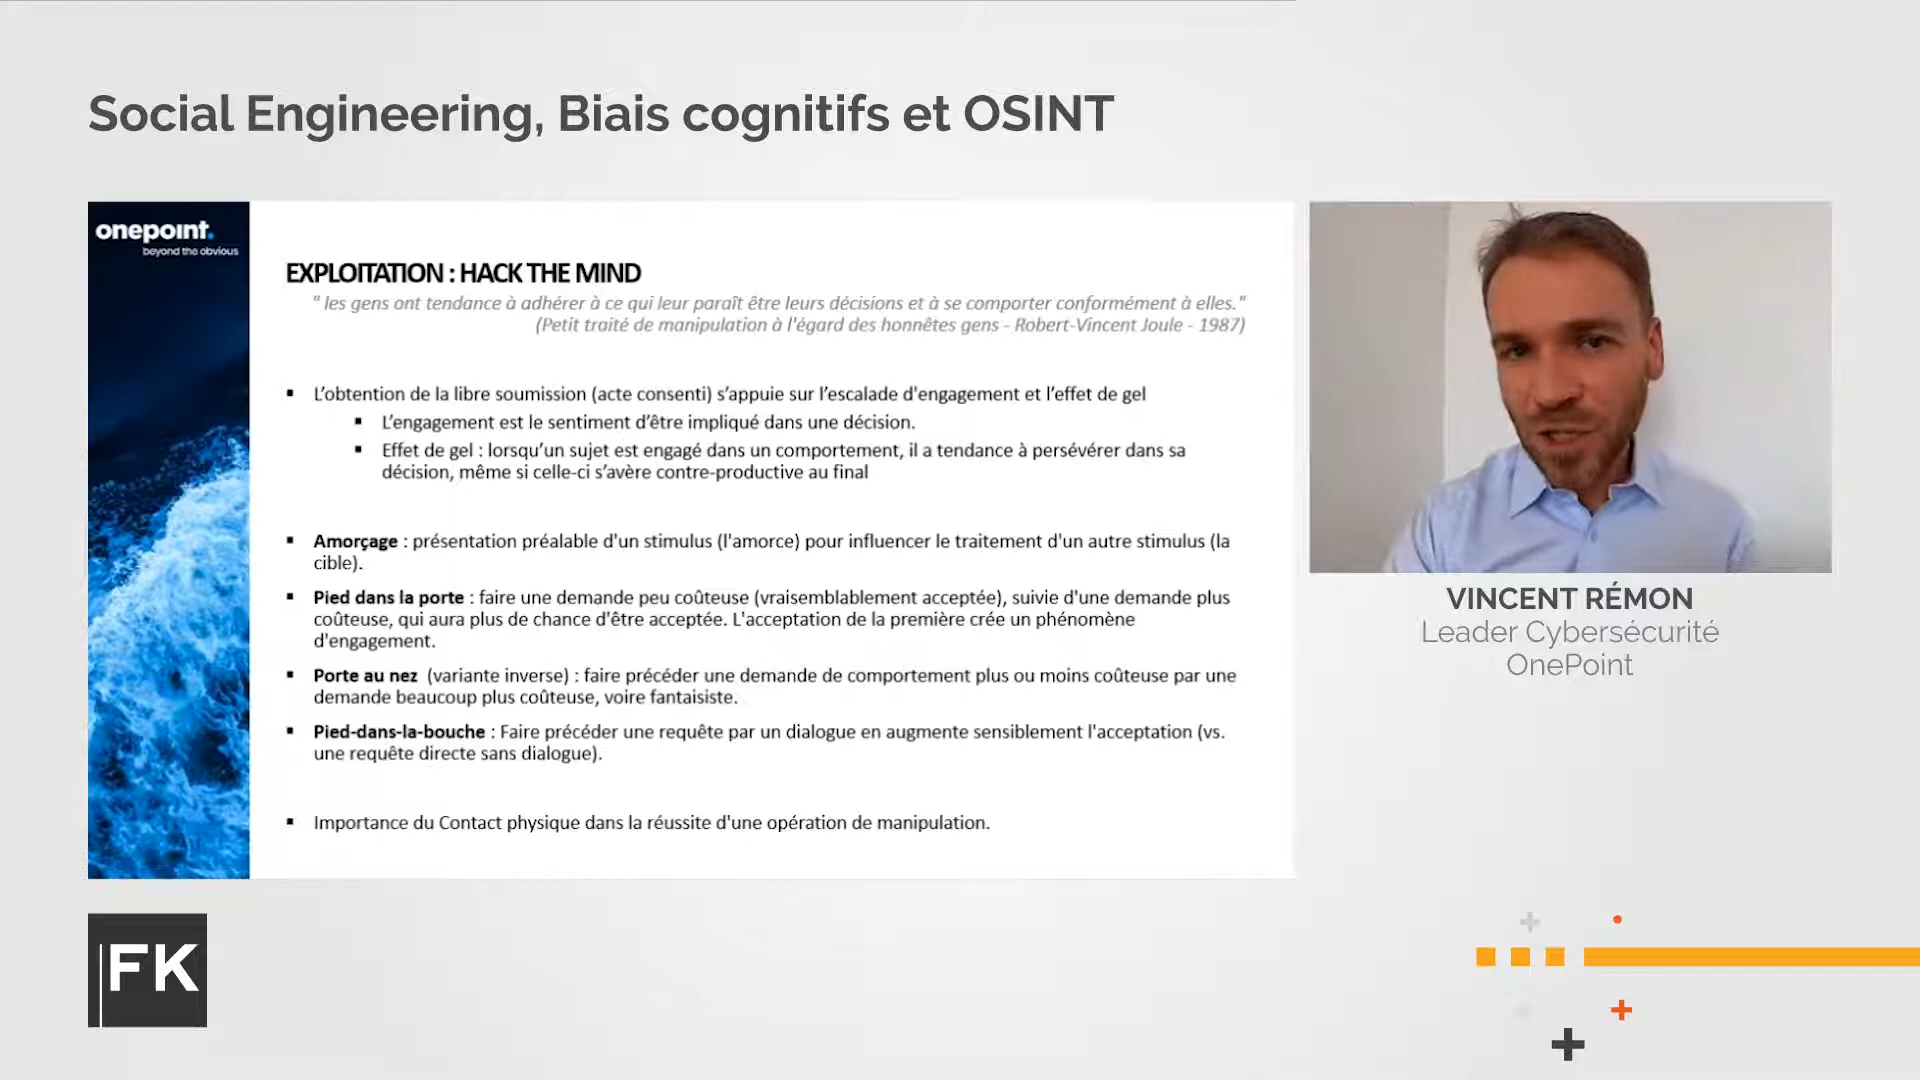 Social Engineering, Biais cognitifs et OSINT
onepoint.
beyond the obvious
EXPLOITATION : HACK THE MIND
" les gens ont tendance à adhérer à ce qui leur paraît être leurs décisions et à se comporter conformément à elles."
(Petit traité de manipulation à l'égard des honnêtes gens - Robert-Vincent Joule - 1987)
▪ L'obtention de la libre soumission (acte consenti) s'appuie sur l'escalade d'engagement et l'effet de gel
▪ L'engagement est le sentiment d'être impliqué dans une décision.
▪ Effet de gel : lorsqu'un sujet est engagé dans un comportement, il a tendance à persévérer dans sa
décision, même si celle-ci s'avère contre-productive au final
▪ Amorçage : présentation préalable d'un stimulus (l'amorce) pour influencer le traitement d'un autre stimulus (la
cible).
▪ Pied dans la porte : faire une demande peu coûteuse (vraisemblablement acceptée), suivie d'une demande plus
coûteuse, qui aura plus de chance d'être acceptée. L'acceptation de la première crée un phénomène
d'engagement.
▪ Porte au nez (variante inverse) : faire précéder une demande de comportement plus ou moins coûteuse par une
demande beaucoup plus coûteuse, voire fantaisiste.
▪ Pied-dans-la-bouche : Faire précéder une requête par un dialogue en augmente sensiblement l'acceptation (vs.
une requête directe sans dialogue).
▪ Importance du Contact physique dans la réussite d'une opération de manipulation.
VINCENT RÉMON
Leader Cybersécurité
OnePoint
FK